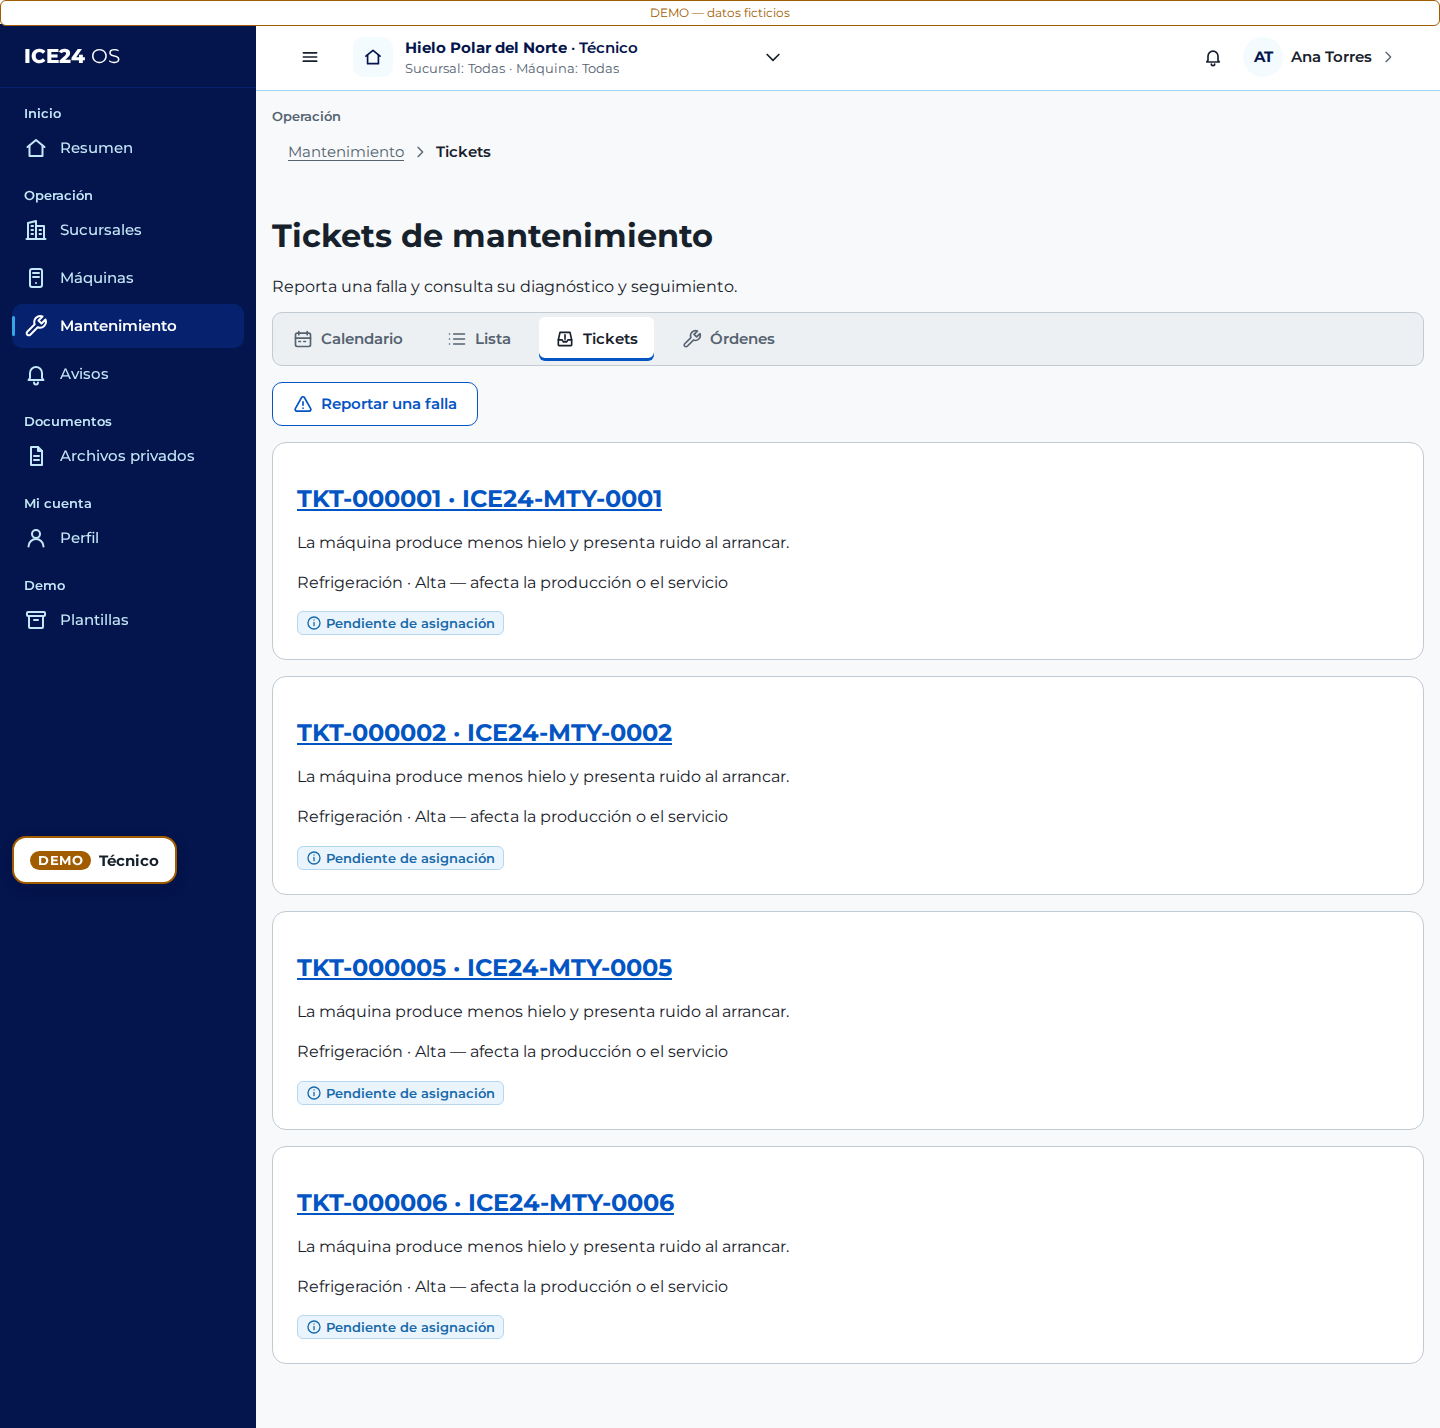 DEMO — datos ficticios
ICE24 OS
Inicio
Resumen
Operación
Sucursales
Máquinas
Mantenimiento
Avisos
Documentos
Archivos privados
Mi cuenta
Perfil
Demo
Plantillas
DEMO Técnico
Hielo Polar del Norte · Técnico
Sucursal: Todas · Máquina: Todas
AT Ana Torres
Operación
Mantenimiento > Tickets
Tickets de mantenimiento
Reporta una falla y consulta su diagnóstico y seguimiento.
Calendario Lista Tickets Órdenes
Reportar una falla
TKT-000001 · ICE24-MTY-0001
La máquina produce menos hielo y presenta ruido al arrancar.
Refrigeración · Alta — afecta la producción o el servicio
Pendiente de asignación
TKT-000002 · ICE24-MTY-0002
La máquina produce menos hielo y presenta ruido al arrancar.
Refrigeración · Alta — afecta la producción o el servicio
Pendiente de asignación
TKT-000005 · ICE24-MTY-0005
La máquina produce menos hielo y presenta ruido al arrancar.
Refrigeración · Alta — afecta la producción o el servicio
Pendiente de asignación
TKT-000006 · ICE24-MTY-0006
La máquina produce menos hielo y presenta ruido al arrancar.
Refrigeración · Alta — afecta la producción o el servicio
Pendiente de asignación